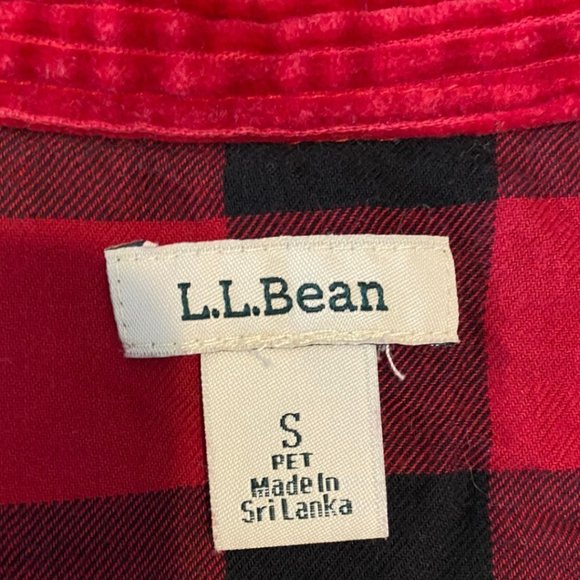 L.L.Bean
S
PET
Made In
Sri Lanka